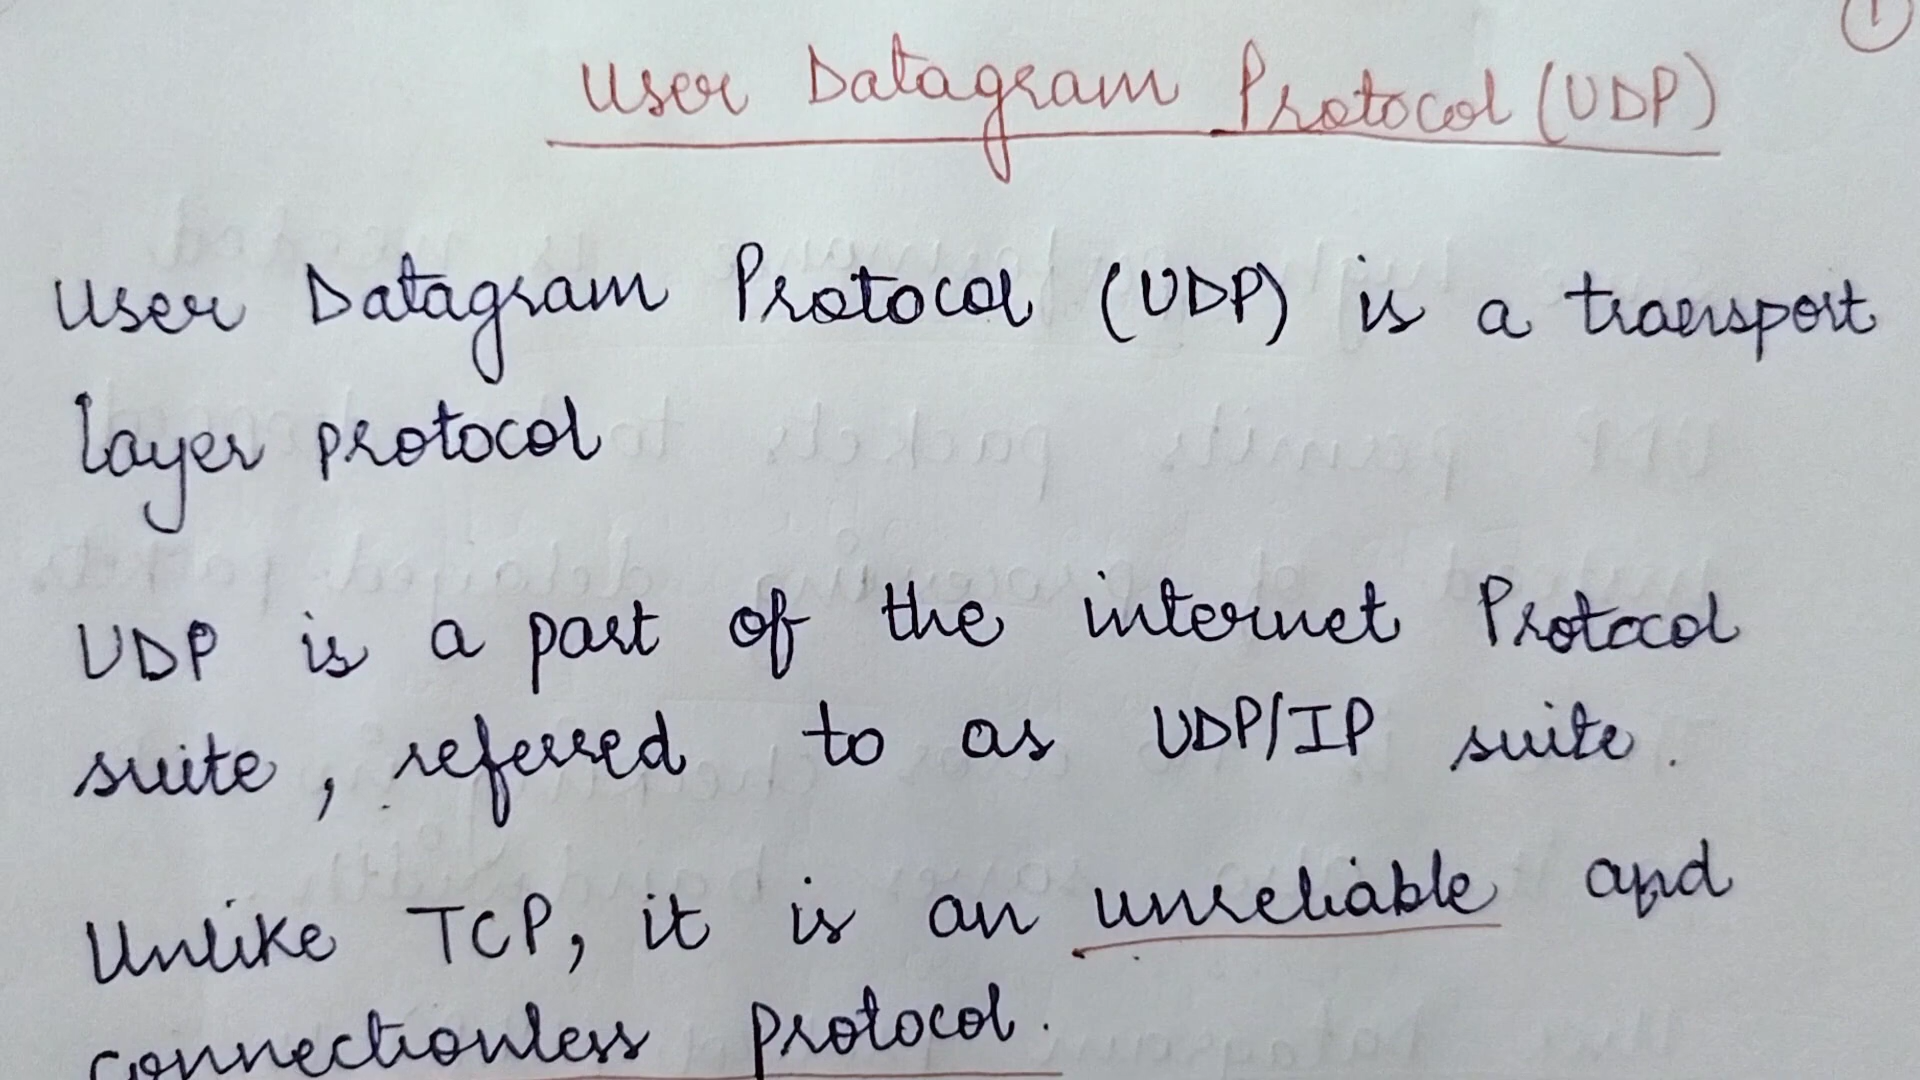 1
User Datagram Protocol (UDP)
User Datagram Protocol (UDP) is a transport
layer protocol
UDP is a part of the internet Protocol
suite, referred to as UDP/IP suite.
Unlike TCP, it is an unreliable and
connectionless protocol.